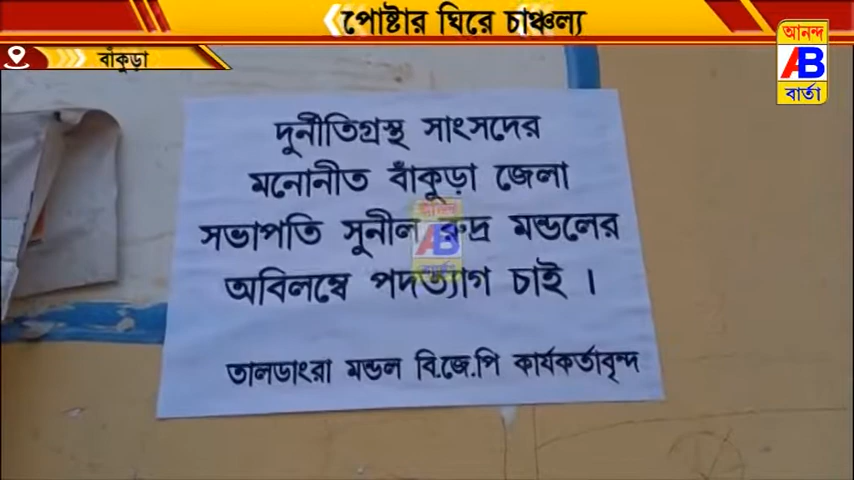 পোষ্টার ঘিরে চাঞ্চল্য
বাঁকুড়া
আনন্দ
AB
বার্তা
দুর্নীতিগ্রস্থ সাংসদের
মনোনীত বাঁকুড়া জেলা
সভাপতি সুনীল রুদ্র মন্ডলের
অবিলম্বে পদত্যাগ চাই ।
তালডাংরা মন্ডল বি.জে.পি কার্যকর্তাবৃন্দ